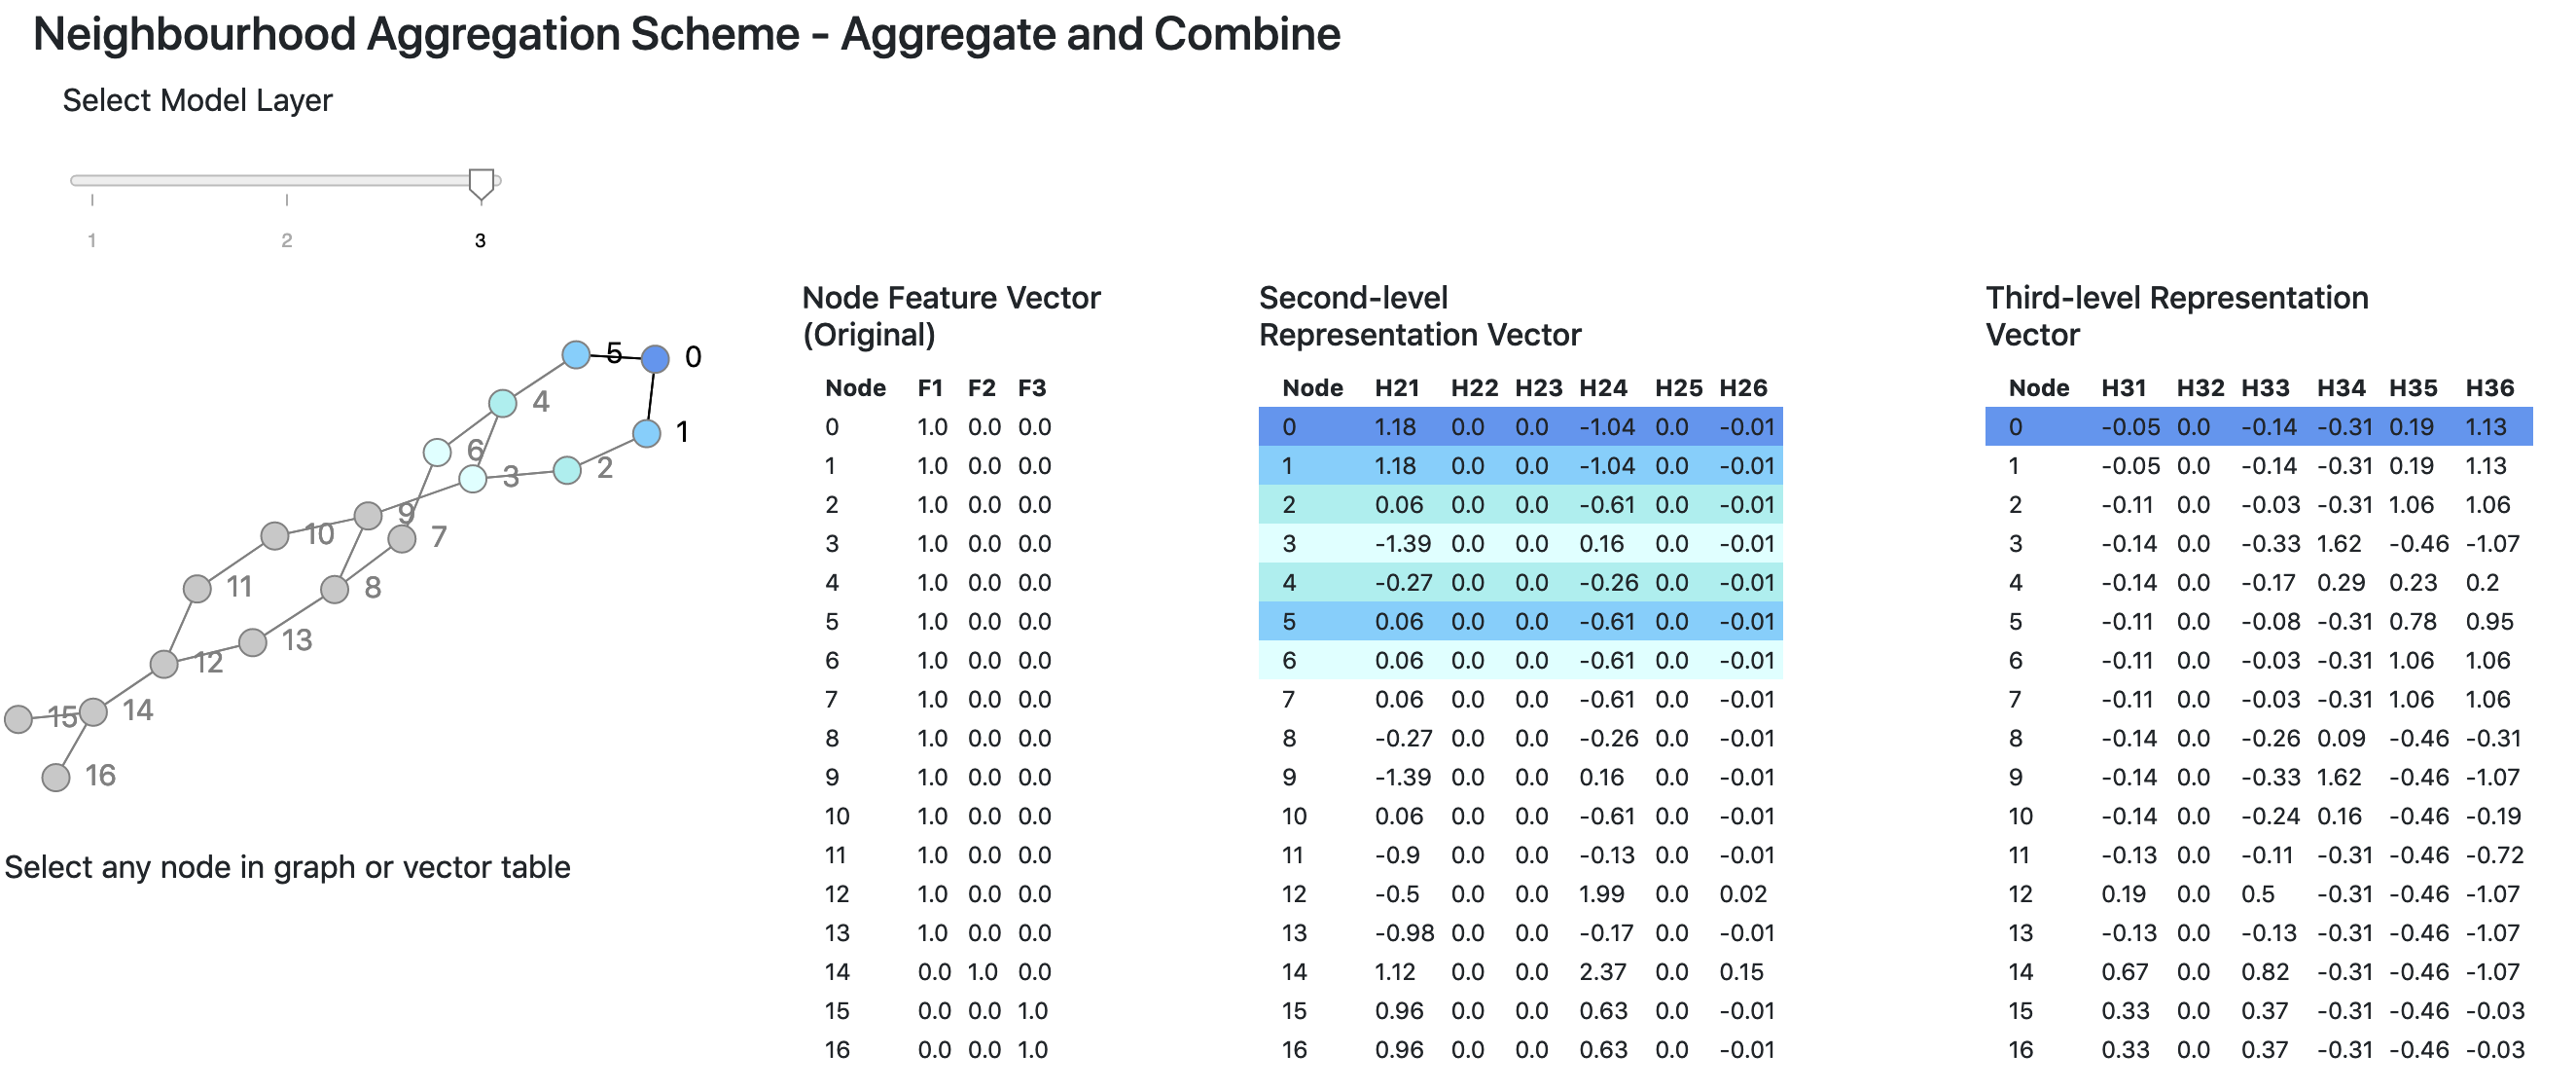 Neighbourhood Aggregation Scheme - Aggregate and Combine
Select Model Layer
1 2 3
5 0
4
1
6
3 2
9
10 7
11 8
13
12
15 14
16
Select any node in graph or vector table
Node Feature Vector
(Original)
Node F1 F2 F3
0 1.0 0.0 0.0
1 1.0 0.0 0.0
2 1.0 0.0 0.0
3 1.0 0.0 0.0
4 1.0 0.0 0.0
5 1.0 0.0 0.0
6 1.0 0.0 0.0
7 1.0 0.0 0.0
8 1.0 0.0 0.0
9 1.0 0.0 0.0
10 1.0 0.0 0.0
11 1.0 0.0 0.0
12 1.0 0.0 0.0
13 1.0 0.0 0.0
14 0.0 1.0 0.0
15 0.0 0.0 1.0
16 0.0 0.0 1.0
Second-level
Representation Vector
Node H21 H22 H23 H24 H25 H26
0 1.18 0.0 0.0 -1.04 0.0 -0.01
1 1.18 0.0 0.0 -1.04 0.0 -0.01
2 0.06 0.0 0.0 -0.61 0.0 -0.01
3 -1.39 0.0 0.0 0.16 0.0 -0.01
4 -0.27 0.0 0.0 -0.26 0.0 -0.01
5 0.06 0.0 0.0 -0.61 0.0 -0.01
6 0.06 0.0 0.0 -0.61 0.0 -0.01
7 0.06 0.0 0.0 -0.61 0.0 -0.01
8 -0.27 0.0 0.0 -0.26 0.0 -0.01
9 -1.39 0.0 0.0 0.16 0.0 -0.01
10 0.06 0.0 0.0 -0.61 0.0 -0.01
11 -0.9 0.0 0.0 -0.13 0.0 -0.01
12 -0.5 0.0 0.0 1.99 0.0 0.02
13 -0.98 0.0 0.0 -0.17 0.0 -0.01
14 1.12 0.0 0.0 2.37 0.0 0.15
15 0.96 0.0 0.0 0.63 0.0 -0.01
16 0.96 0.0 0.0 0.63 0.0 -0.01
Third-level Representation
Vector
Node H31 H32 H33 H34 H35 H36
0 -0.05 0.0 -0.14 -0.31 0.19 1.13
1 -0.05 0.0 -0.14 -0.31 0.19 1.13
2 -0.11 0.0 -0.03 -0.31 1.06 1.06
3 -0.14 0.0 -0.33 1.62 -0.46 -1.07
4 -0.14 0.0 -0.17 0.29 0.23 0.2
5 -0.11 0.0 -0.08 -0.31 0.78 0.95
6 -0.11 0.0 -0.03 -0.31 1.06 1.06
7 -0.11 0.0 -0.03 -0.31 1.06 1.06
8 -0.14 0.0 -0.26 0.09 -0.46 -0.31
9 -0.14 0.0 -0.33 1.62 -0.46 -1.07
10 -0.14 0.0 -0.24 0.16 -0.46 -0.19
11 -0.13 0.0 -0.11 -0.31 -0.46 -0.72
12 0.19 0.0 0.5 -0.31 -0.46 -1.07
13 -0.13 0.0 -0.13 -0.31 -0.46 -1.07
14 0.67 0.0 0.82 -0.31 -0.46 -1.07
15 0.33 0.0 0.37 -0.31 -0.46 -0.03
16 0.33 0.0 0.37 -0.31 -0.46 -0.03